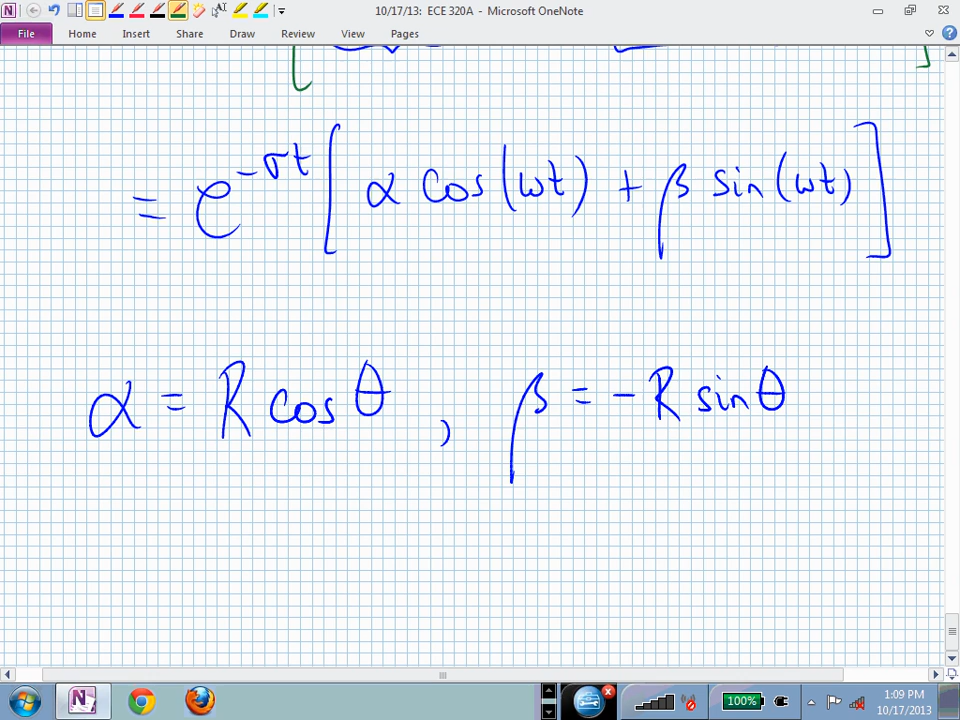 10/17/13: ECE 320A - Microsoft OneNote
File Home Insert Share Draw Review View Pages
= e^{-σt} [ α cos(ωt) + β sin(ωt) ]
α = R cos θ , β = -R sin θ
100%
1:09 PM
10/17/2013